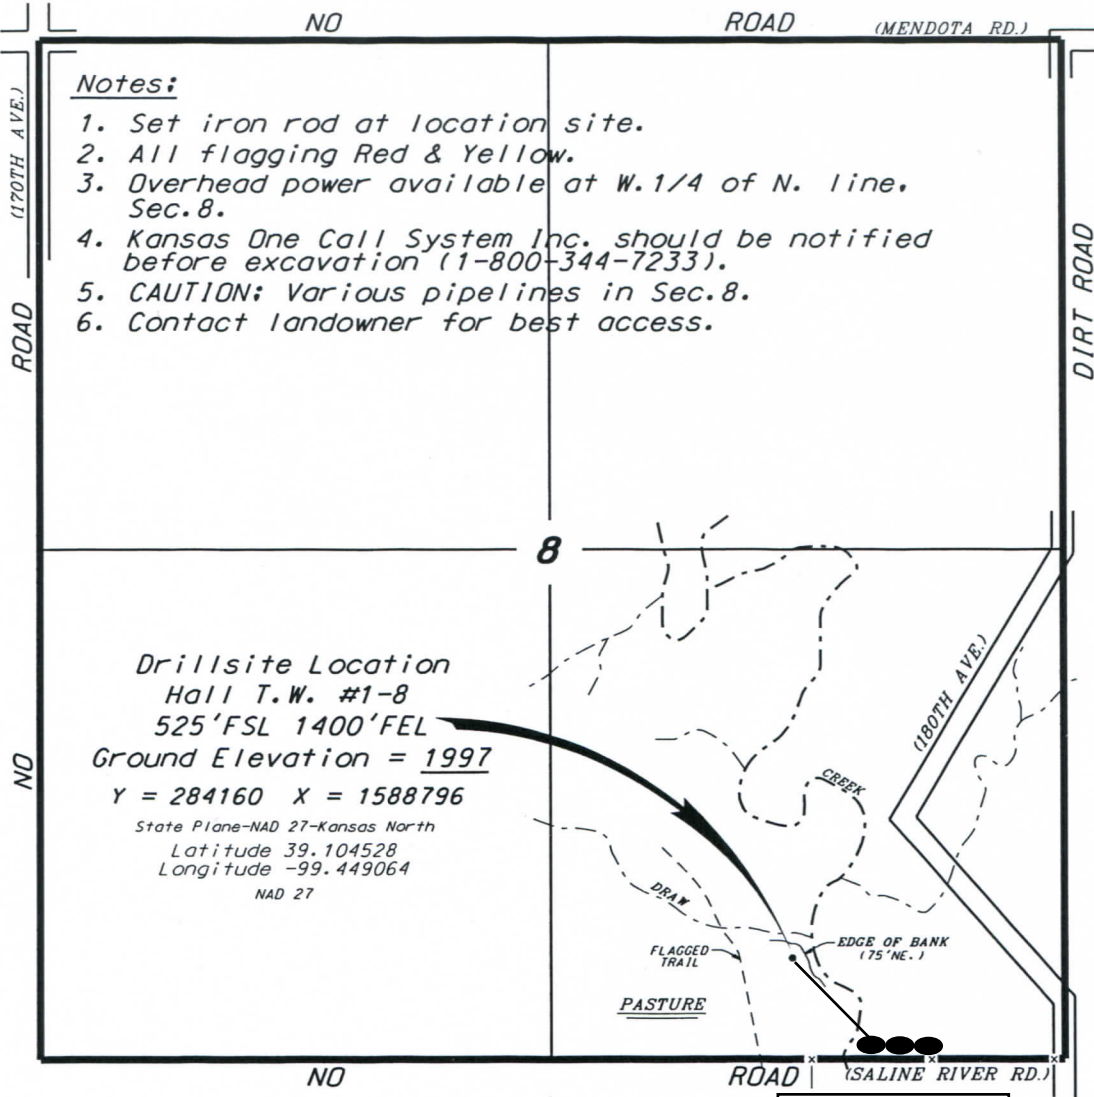 NO ROAD (MENDOTA RD.)
(170TH AVE.)
ROAD
NO
Notes:
1. Set iron rod at location site.
2. All flagging Red & Yellow.
3. Overhead power available at W.1/4 of N. line.
Sec.8.
4. Kansas One Call System Inc. should be notified
before excavation (1-800-344-7233).
5. CAUTION: Various pipelines in Sec.8.
6. Contact landowner for best access.
DIRT ROAD
8
Drillsite Location
Hall T.W. #1-8
525'FSL 1400'FEL
Ground Elevation = 1997
Y = 284160 X = 1588796
State Plane-NAD 27-Kansas North
Latitude 39.104528
Longitude -99.449064
NAD 27
(180TH AVE.)
CREEK
DRAW
FLAGGED
TRAIL
EDGE OF BANK
(75'NE.)
PASTURE
NO ROAD (SALINE RIVER RD.)